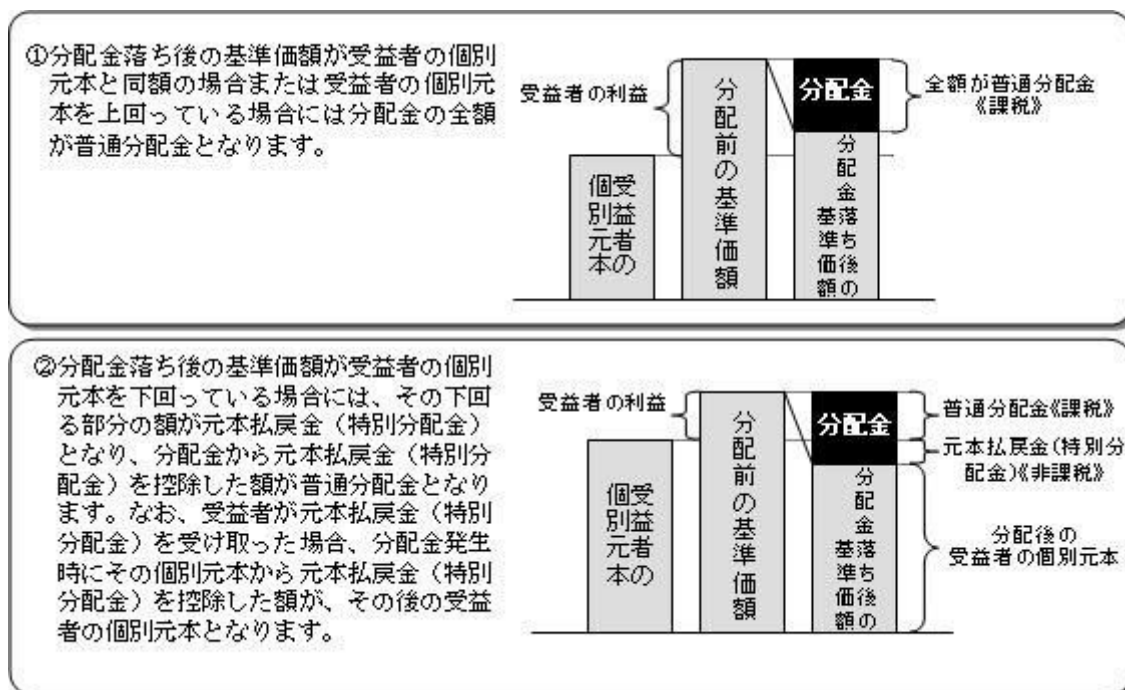 ①分配金落ち後の基準価額が受益者の個別
元本と同額の場合または受益者の個別元
本を上回っている場合には分配金の全額
が普通分配金となります。
受益者の利益
受益者の
個別元本
分配前の基準価額
分配金
分配金落ち後の
基準価額
全額が普通分配金
《課税》
②分配金落ち後の基準価額が受益者の個別
元本を下回っている場合には、その下回
る部分の額が元本払戻金（特別分配金）
となり、分配金から元本払戻金（特別分
配金）を控除した額が普通分配金となり
ます。なお、受益者が元本払戻金（特別
分配金）を受け取った場合、分配金発生
時にその個別元本から元本払戻金（特別
分配金）を控除した額が、その後の受益
者の個別元本となります。
受益者の利益
受益者の
個別元本
分配前の基準価額
分配金
分配金落ち後の
基準価額
普通分配金《課税》
元本払戻金(特別分
配金)《非課税》
分配後の
受益者の個別元本